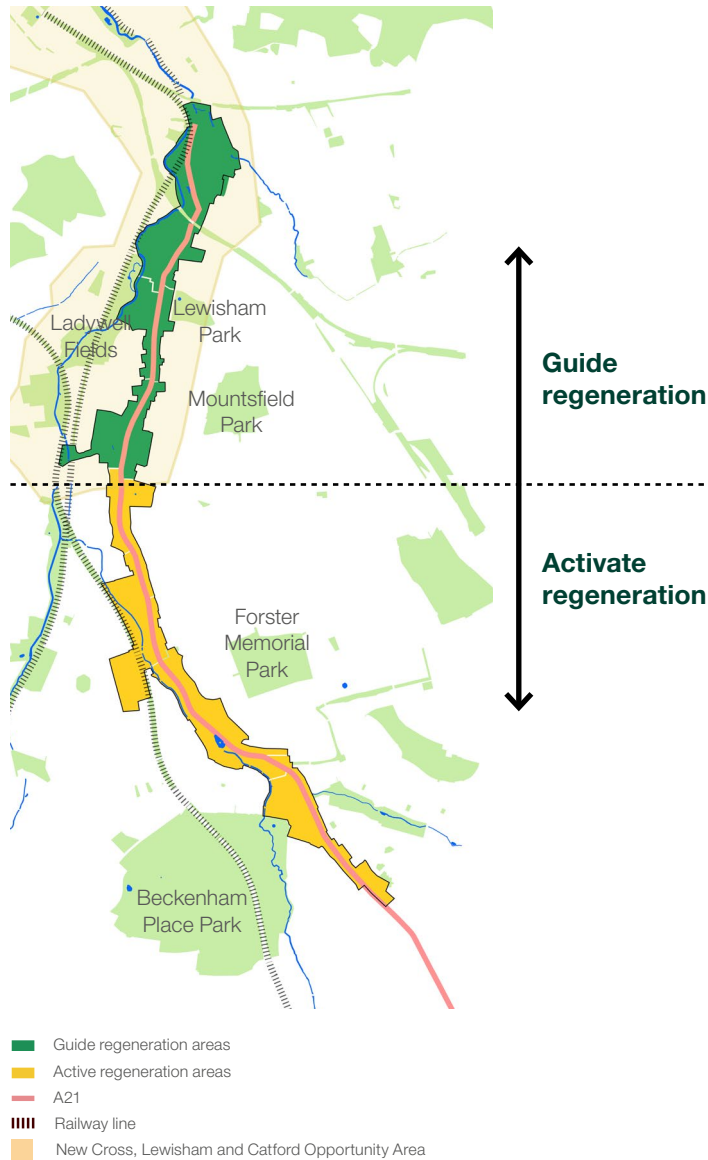 Ladywell
Fields
Lewisham
Park
Mountsfield
Park
Guide
regeneration
Activate
regeneration
Forster
Memorial
Park
Beckenham
Place Park
Guide regeneration areas
Active regeneration areas
A21
Railway line
New Cross, Lewisham and Catford Opportunity Area